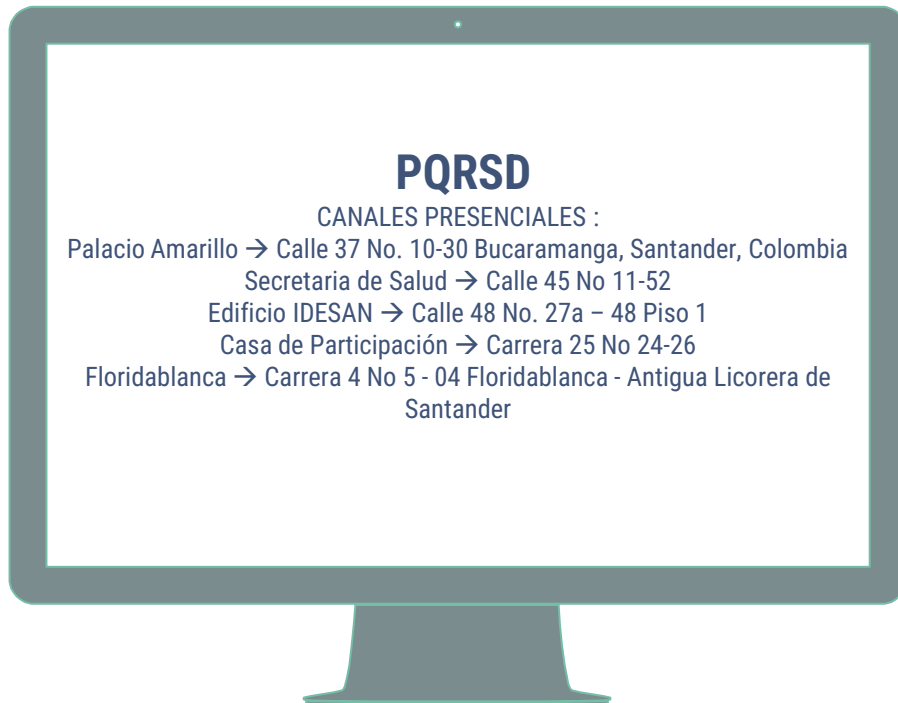 PQRSD
CANALES PRESENCIALES :
Palacio Amarillo → Calle 37 No. 10-30 Bucaramanga, Santander, Colombia
Secretaria de Salud → Calle 45 No 11-52
Edificio IDESAN → Calle 48 No. 27a – 48 Piso 1
Casa de Participación → Carrera 25 No 24-26
Floridablanca → Carrera 4 No 5 - 04 Floridablanca - Antigua Licorera de
Santander